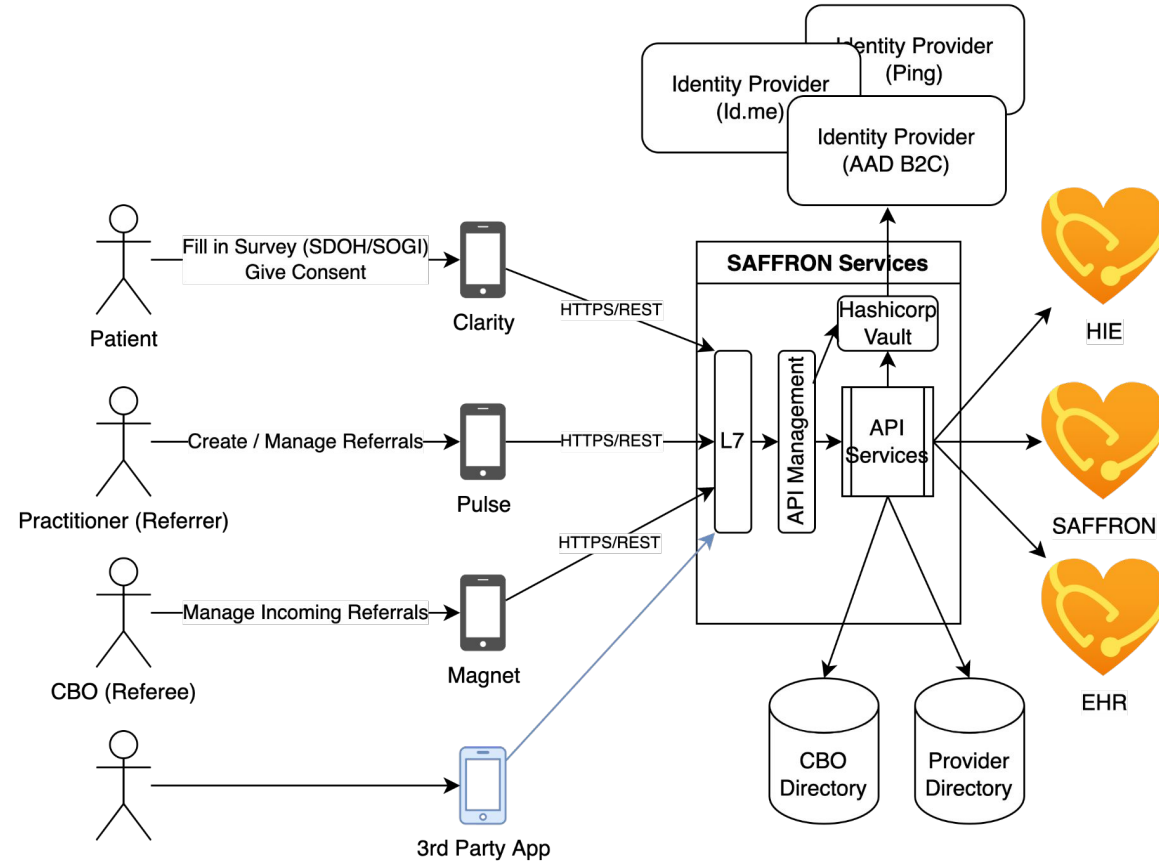 Identity Provider
(Ping)
Identity Provider
(Id.me)
Identity Provider
(AAD B2C)
Fill in Survey (SDOH/SOGI)
Give Consent
Patient
Clarity
HTTPS/REST
SAFFRON Services
Hashicorp
Vault
HIE
Create / Manage Referrals
Practitioner (Referrer)
Pulse
HTTPS/REST
L7
API Management
API
Services
SAFFRON
HTTPS/REST
Manage Incoming Referrals
CBO (Referee)
Magnet
EHR
CBO
Directory
Provider
Directory
3rd Party App